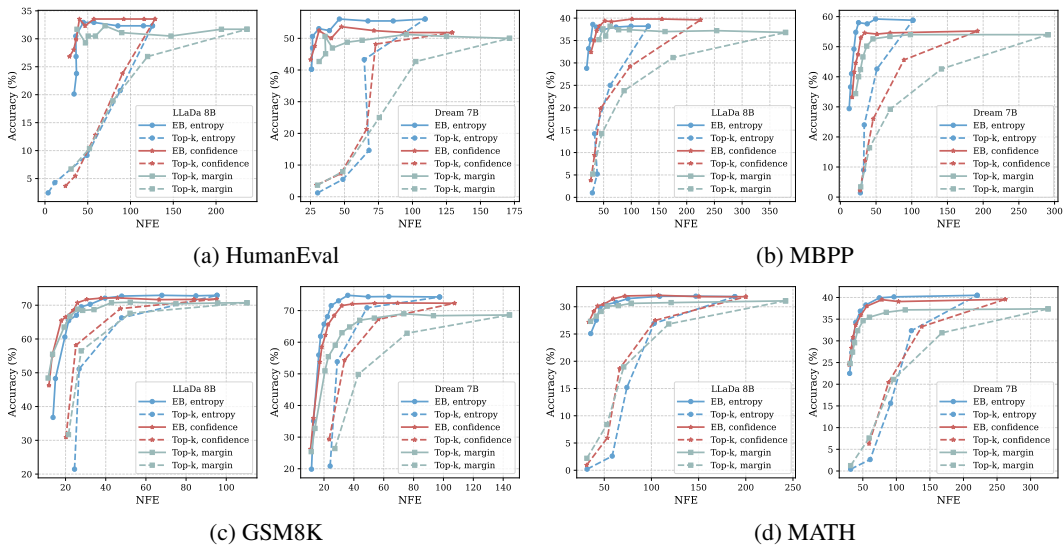 Accuracy (%)
35
30
25
20
15
10
5
LLaDa 8B
EB, entropy
Top-k, entropy
EB, confidence
Top-k, confidence
Top-k, margin
Top-k, margin
0 50 100 150 200
NFE
Accuracy (%)
50
40
30
20
10
0
Dream 7B
EB, entropy
Top-k, entropy
EB, confidence
Top-k, confidence
Top-k, margin
Top-k, margin
25 50 75 100 125 150 175
NFE
(a) HumanEval
Accuracy (%)
40
35
30
25
20
15
10
5
0
LLaDa 8B
EB, entropy
Top-k, entropy
EB, confidence
Top-k, confidence
Top-k, margin
Top-k, margin
50 100 150 200 250 300 350
NFE
Accuracy (%)
60
50
40
30
20
10
0
Dream 7B
EB, entropy
Top-k, entropy
EB, confidence
Top-k, confidence
Top-k, margin
Top-k, margin
0 50 100 150 200 250 300
NFE
(b) MBPP
Accuracy (%)
70
60
50
40
30
20
LLaDa 8B
EB, entropy
Top-k, entropy
EB, confidence
Top-k, confidence
Top-k, margin
Top-k, margin
20 40 60 80 100
NFE
Accuracy (%)
70
60
50
40
30
20
Dream 7B
EB, entropy
Top-k, entropy
EB, confidence
Top-k, confidence
Top-k, margin
Top-k, margin
0 20 40 60 80 100 120 140
NFE
(c) GSM8K
Accuracy (%)
35
30
25
20
15
10
5
0
LLaDa 8B
EB, entropy
Top-k, entropy
EB, confidence
Top-k, confidence
Top-k, margin
Top-k, margin
50 100 150 200 250
NFE
Accuracy (%)
40
35
30
25
20
15
10
5
0
Dream 7B
EB, entropy
Top-k, entropy
EB, confidence
Top-k, confidence
Top-k, margin
Top-k, margin
50 100 150 200 250 300
NFE
(d) MATH